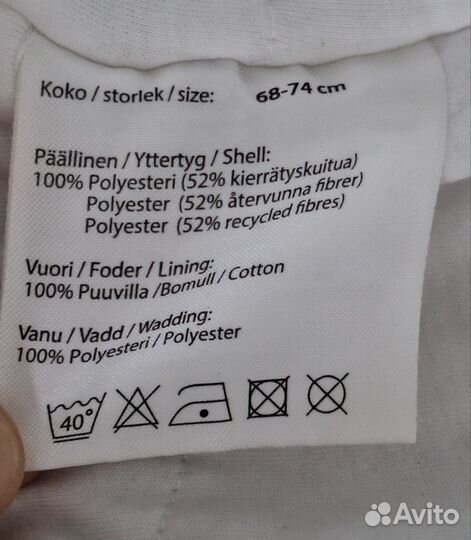 Koko / storlek / size: 68-74 cm
Päällinen / Yttertyg / Shell:
100% Polyesteri (52% kierrätyskuitua)
Polyester (52% återvunna fibrer)
Polyester (52% recycled fibres)
Vuori / Foder / Lining:
100% Puuvilla / Bomull / Cotton
Vanu / Vadd / Wadding:
100% Polyesteri / Polyester
40°
Avito